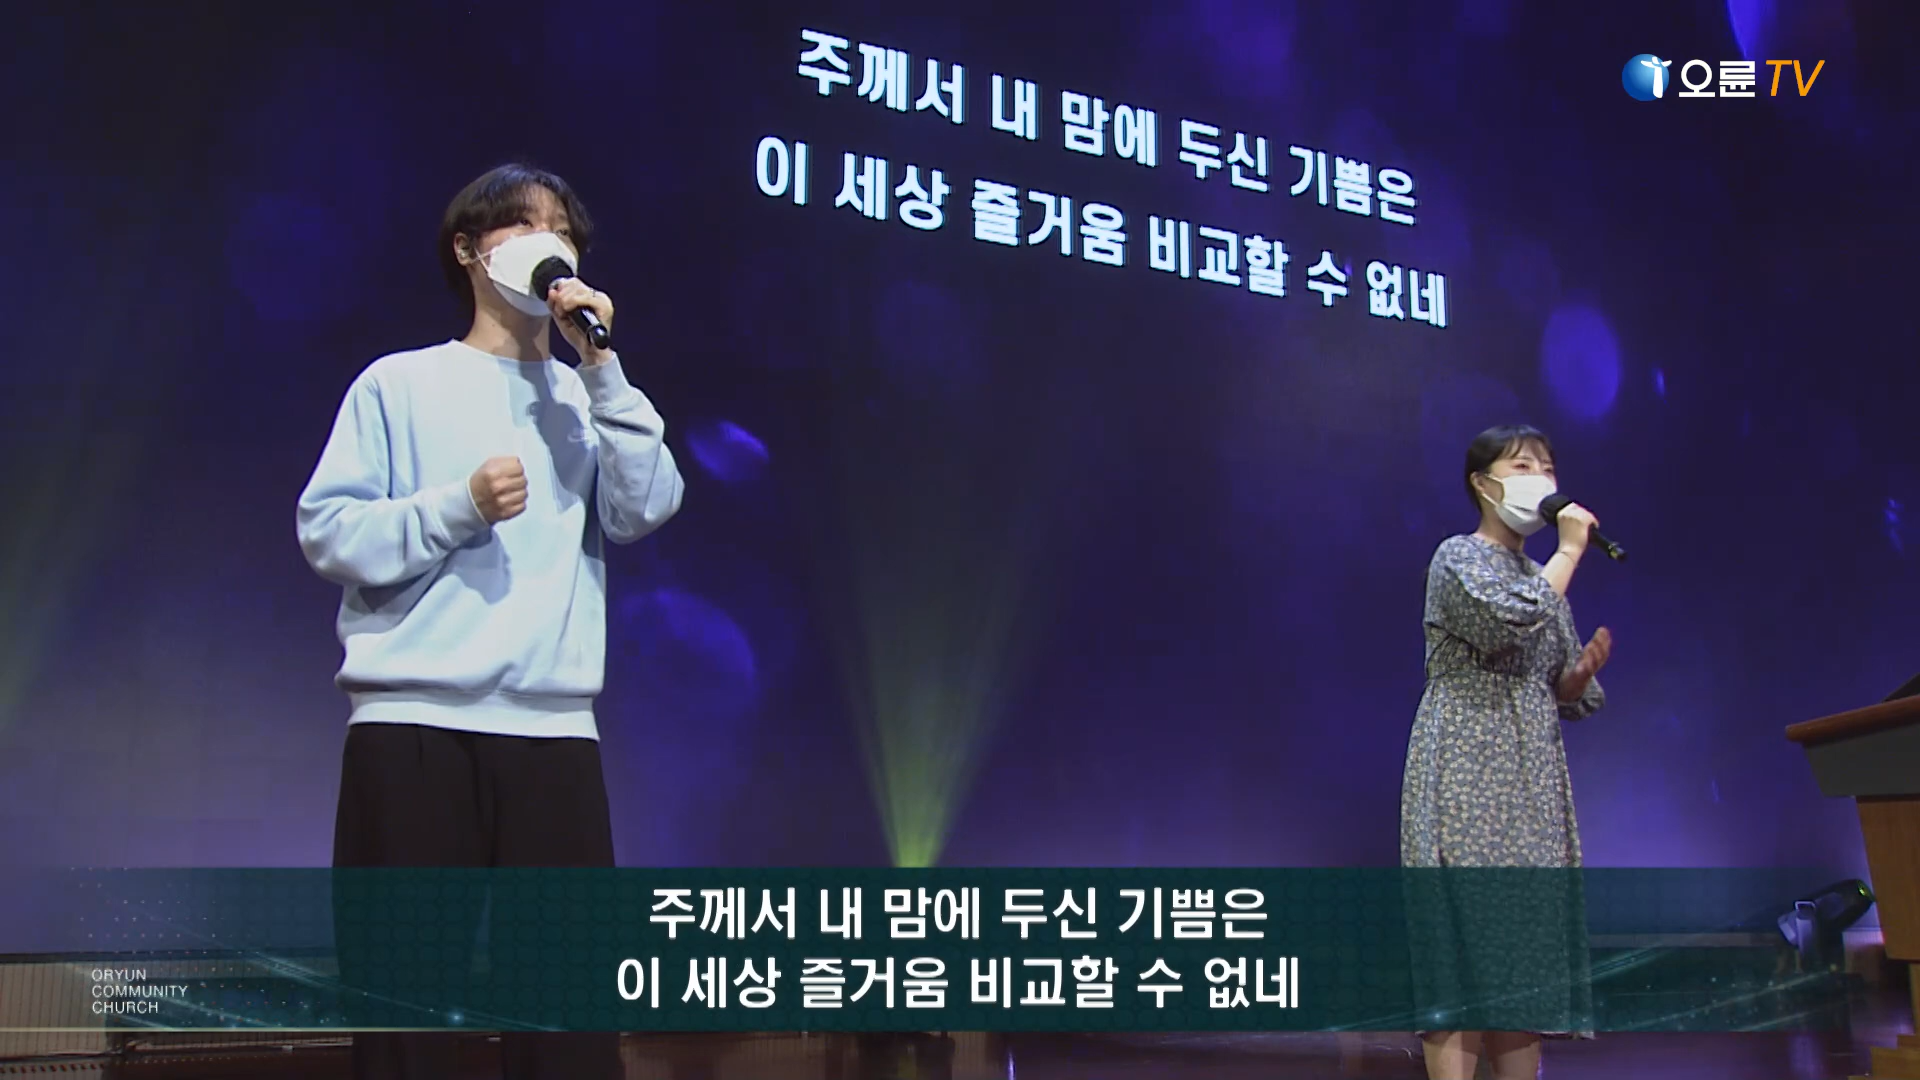 주께서 내 맘에 두신 기쁨은
이 세상 즐거움 비교할 수 없네
오륜 TV
주께서 내 맘에 두신 기쁨은
이 세상 즐거움 비교할 수 없네
ORYUN
COMMUNITY
CHURCH